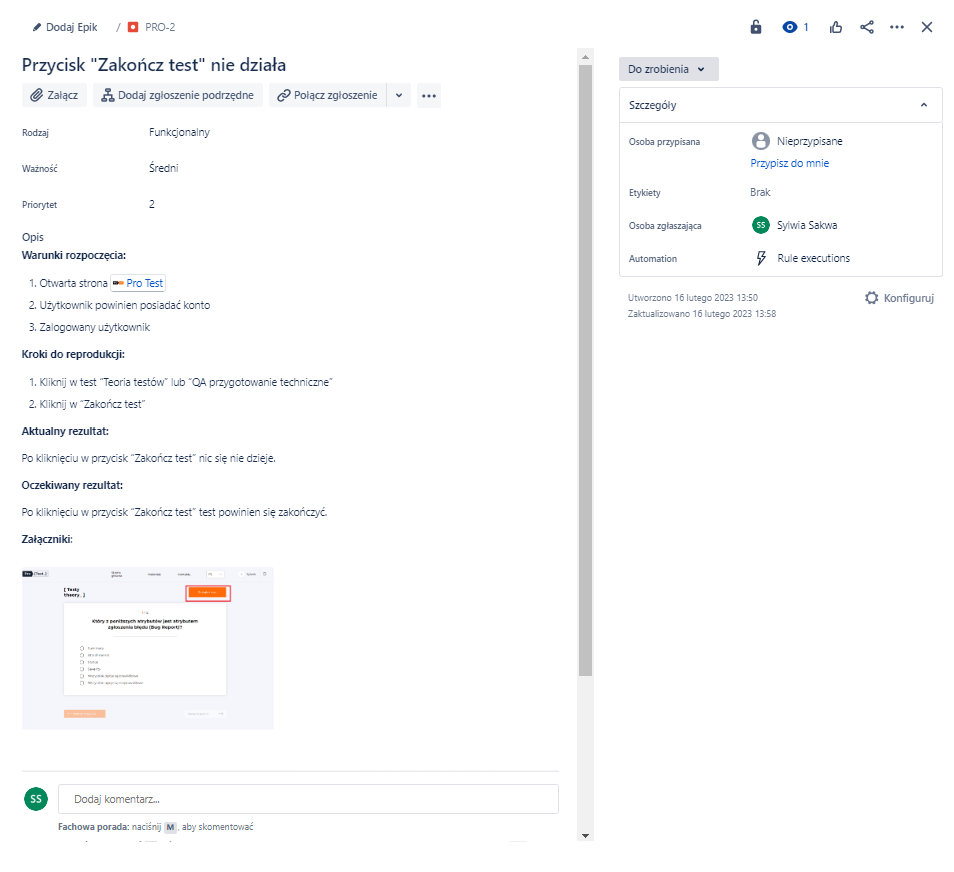 Dodaj Epik / PRO-2
1
Przycisk "Zakończ test" nie działa
Załącz
Dodaj zgłoszenie podrzędne
Połącz zgłoszenie
Rodzaj Funkcjonalny
Ważność Średni
Priorytet 2
Opis
Warunki rozpoczęcia:
1. Otwarta strona Pro Test
2. Użytkownik powinien posiadać konto
3. Zalogowany użytkownik
Kroki do reprodukcji:
1. Kliknij w test “Teoria testów” lub “QA przygotowanie techniczne”
2. Kliknij w “Zakończ test”
Aktualny rezultat:
Po kliknięciu w przycisk “Zakończ test” nic się nie dzieje.
Oczekiwany rezultat:
Po kliknięciu w przycisk “Zakończ test” test powinien się zakończyć.
Załączniki:
[ Testy
theory_ ]
Który z poniższych atrybutów jest atrybutem
zgłoszenia błędu (Bug Report)?
SS
Dodaj komentarz...
Fachowa porada: naciśnij M, aby skomentować
Do zrobienia
Szczegóły
Osoba przypisana Nieprzypisane
Przypisz do mnie
Etykiety Brak
Osoba zgłaszająca SS Sylwia Sakwa
Automation Rule executions
Utworzono 16 lutego 2023 13:50
Zaktualizowano 16 lutego 2023 13:58
Konfiguruj